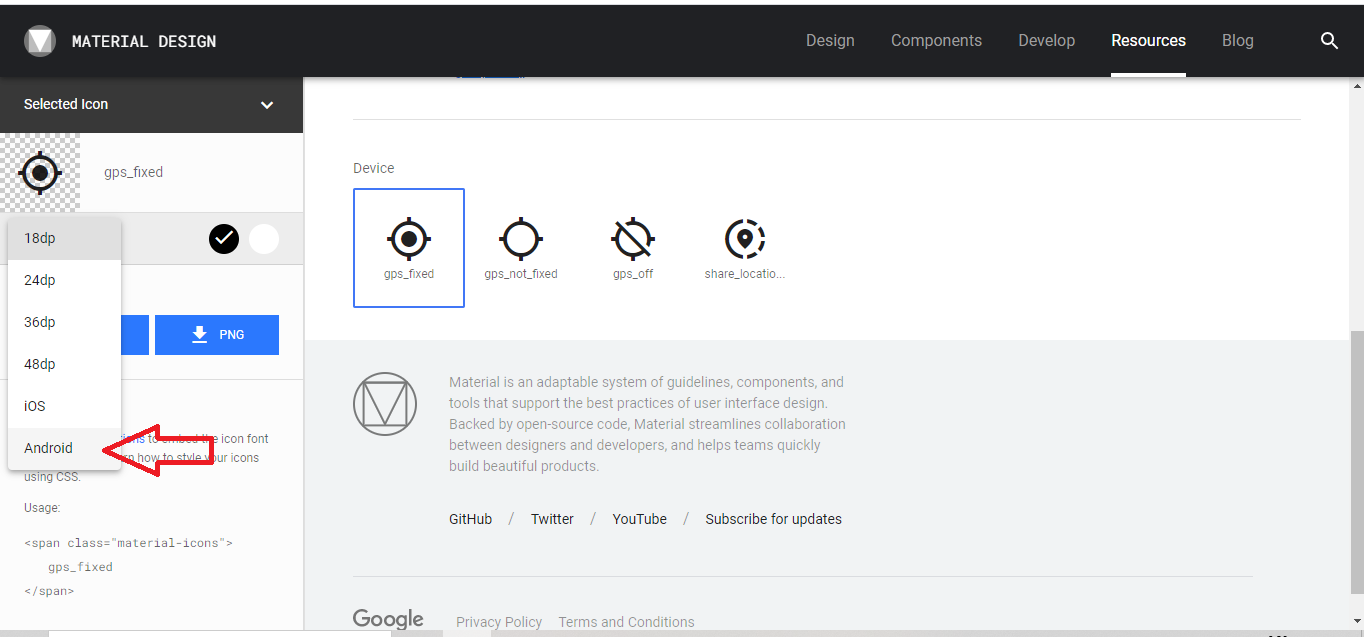 MATERIAL DESIGN
Design
Components
Develop
Resources
Blog
Selected Icon
gps_fixed
18dp
24dp
36dp
48dp
iOS
Android
PNG
to embed the icon font
how to style your icons
using CSS.
Usage:
<span class="material-icons">
gps_fixed
</span>
Device
gps_fixed
gps_not_fixed
gps_off
share_locatio...
Material is an adaptable system of guidelines, components, and
tools that support the best practices of user interface design.
Backed by open-source code, Material streamlines collaboration
between designers and developers, and helps teams quickly
build beautiful products.
GitHub / Twitter / YouTube / Subscribe for updates
Google
Privacy Policy
Terms and Conditions